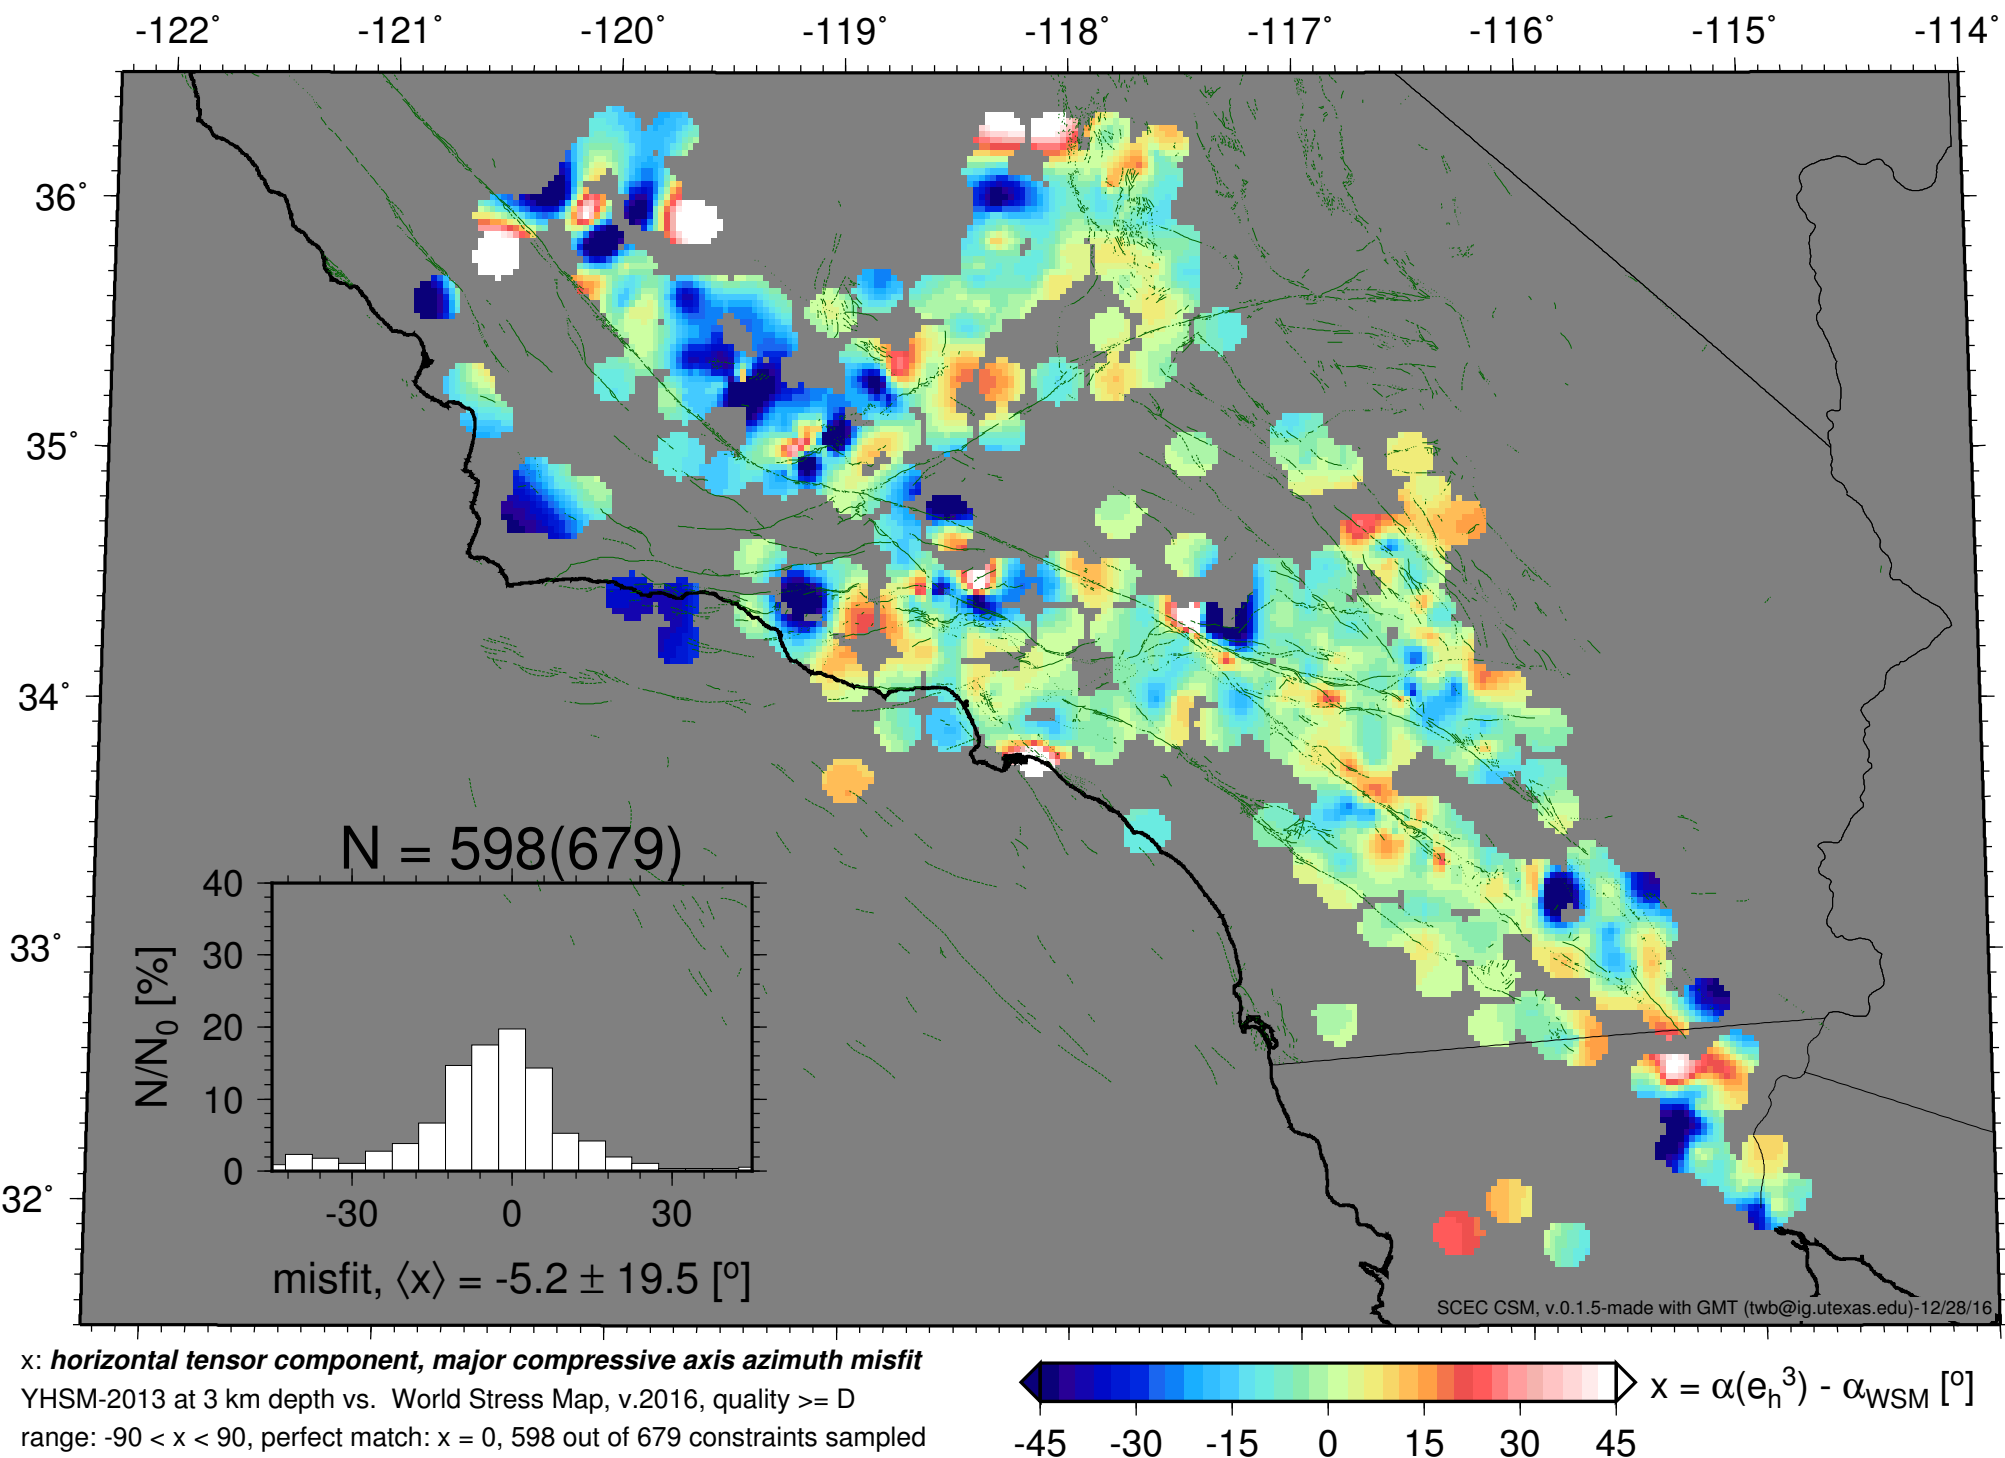 -122° -121° -120° -119° -118° -117° -116° -115° -114°
36°
35°
34°
33°
32°
N = 598(679)
40
30
20
10
0
N/N0 [%]
-30 0 30
misfit, ⟨x⟩ = -5.2 ± 19.5 [°]
SCEC CSM, v.0.1.5-made with GMT (twb@ig.utexas.edu)-12/28/16
x: horizontal tensor component, major compressive axis azimuth misfit
YHSM-2013 at 3 km depth vs. World Stress Map, v.2016, quality >= D
range: -90 < x < 90, perfect match: x = 0, 598 out of 679 constraints sampled
x = α(eh3) - αWSM [°]
-45 -30 -15 0 15 30 45